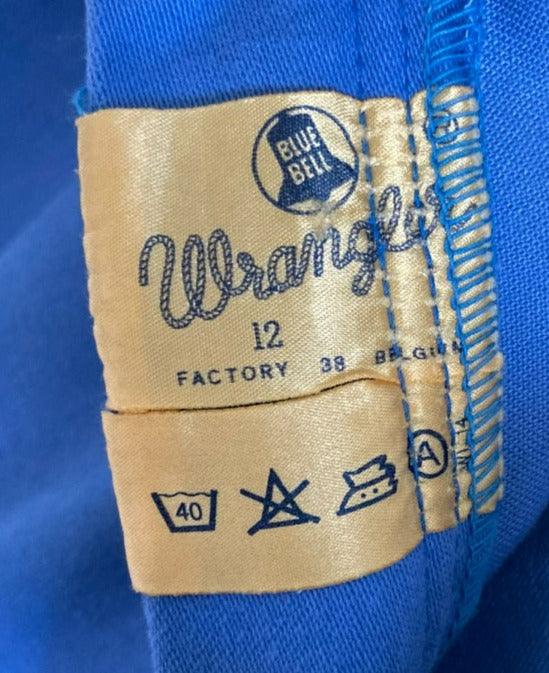 BLUE
BELL
Wrangler
12
FACTORY 38 BELGIUM
40
A